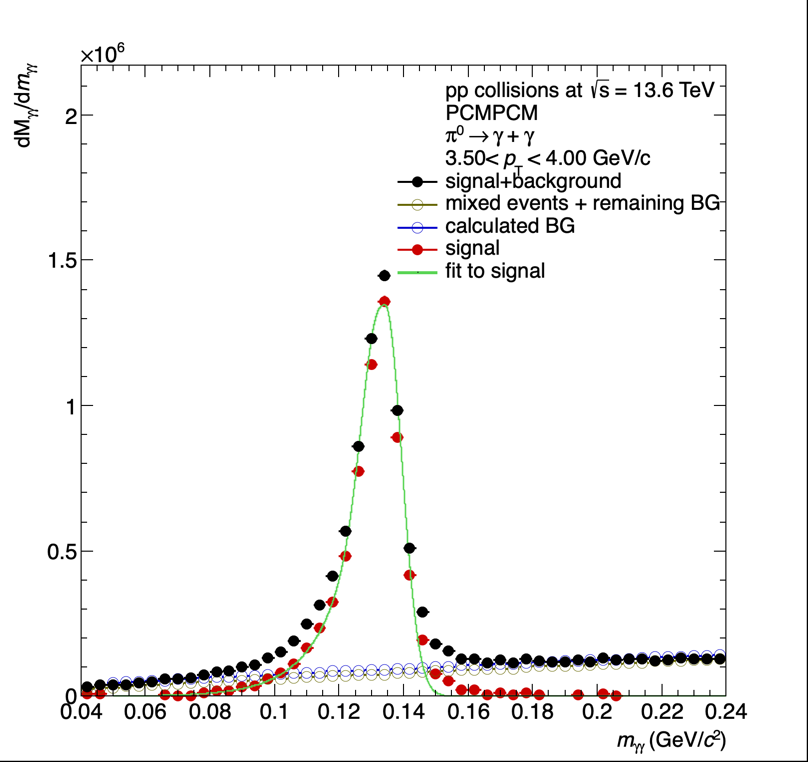 ×10⁶
dM_γγ/dm_γγ
pp collisions at √s = 13.6 TeV
PCMPCM
π⁰ → γ + γ
3.50< p_T < 4.00 GeV/c
signal+background
mixed events + remaining BG
calculated BG
signal
fit to signal
2
1.5
1
0.5
0
0.04 0.06 0.08 0.1 0.12 0.14 0.16 0.18 0.2 0.22 0.24
m_γγ (GeV/c²)